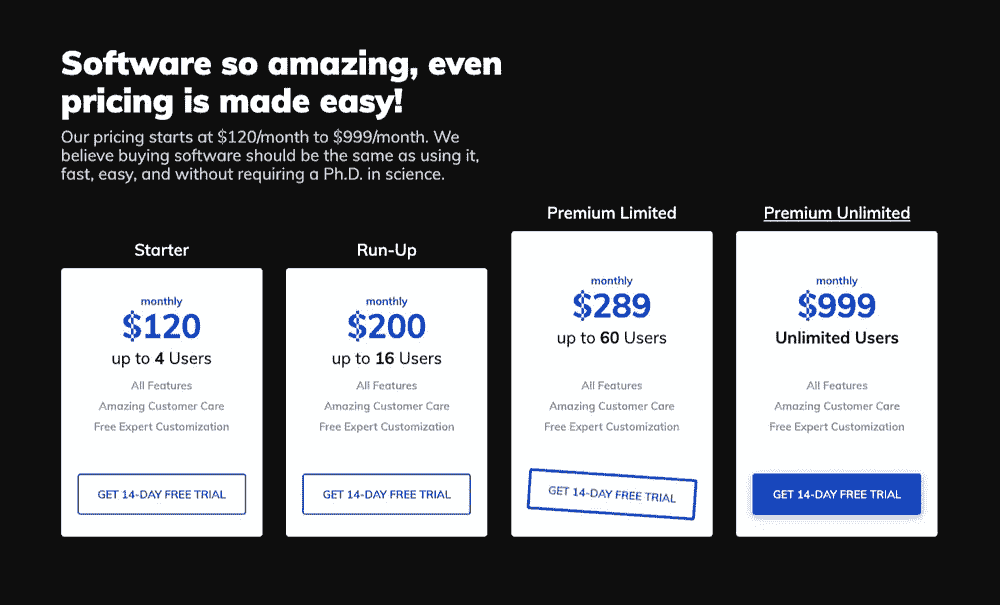 Software so amazing, even
pricing is made easy!
Our pricing starts at $120/month to $999/month. We
believe buying software should be the same as using it,
fast, easy, and without requiring a Ph.D. in science.
Starter
monthly
$120
up to 4 Users
All Features
Amazing Customer Care
Free Expert Customization
GET 14-DAY FREE TRIAL
Run-Up
monthly
$200
up to 16 Users
All Features
Amazing Customer Care
Free Expert Customization
GET 14-DAY FREE TRIAL
Premium Limited
monthly
$289
up to 60 Users
All Features
Amazing Customer Care
Free Expert Customization
GET 14-DAY FREE TRIAL
Premium Unlimited
monthly
$999
Unlimited Users
All Features
Amazing Customer Care
Free Expert Customization
GET 14-DAY FREE TRIAL